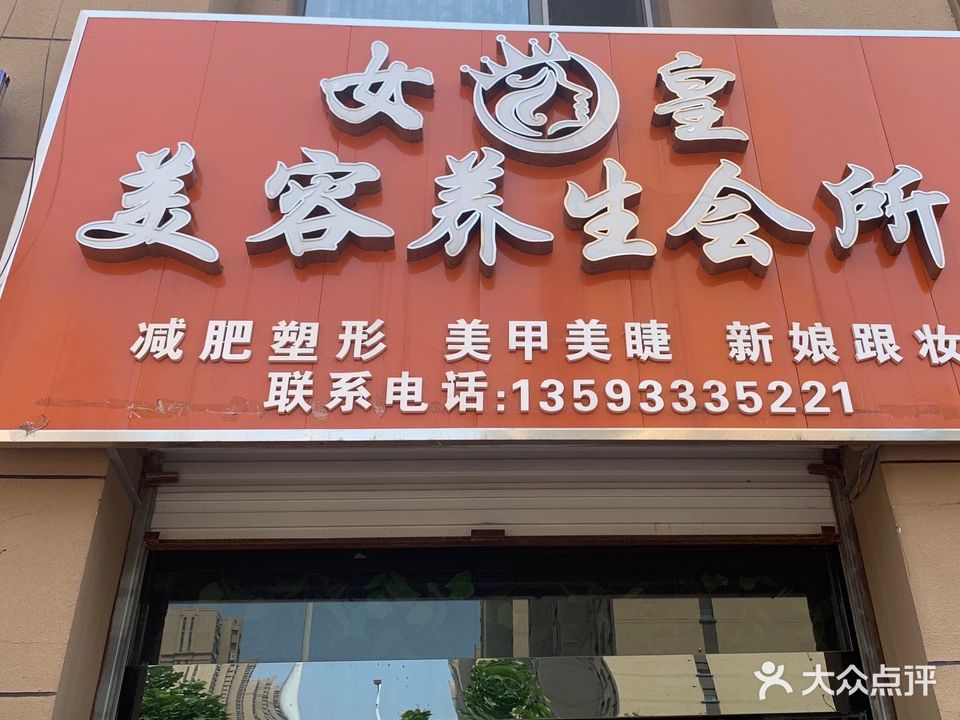 女皇
美容养生会所
减肥塑形 美甲美睫 新娘跟妆
联系电话:13593335221
大众点评